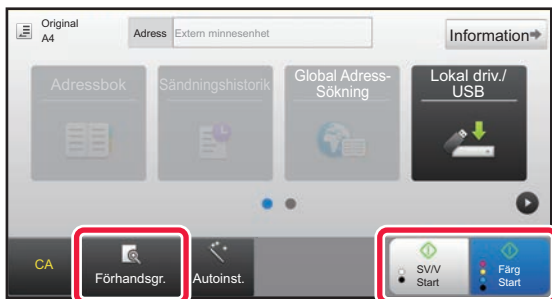 Original
A4
Adress
Extern minnesenhet
Information
Adressbok
Sändningshistorik
Global Adress-
Sökning
Lokal driv./
USB
CA
Förhandsgr.
Autoinst.
SV/V
Start
Färg
Start